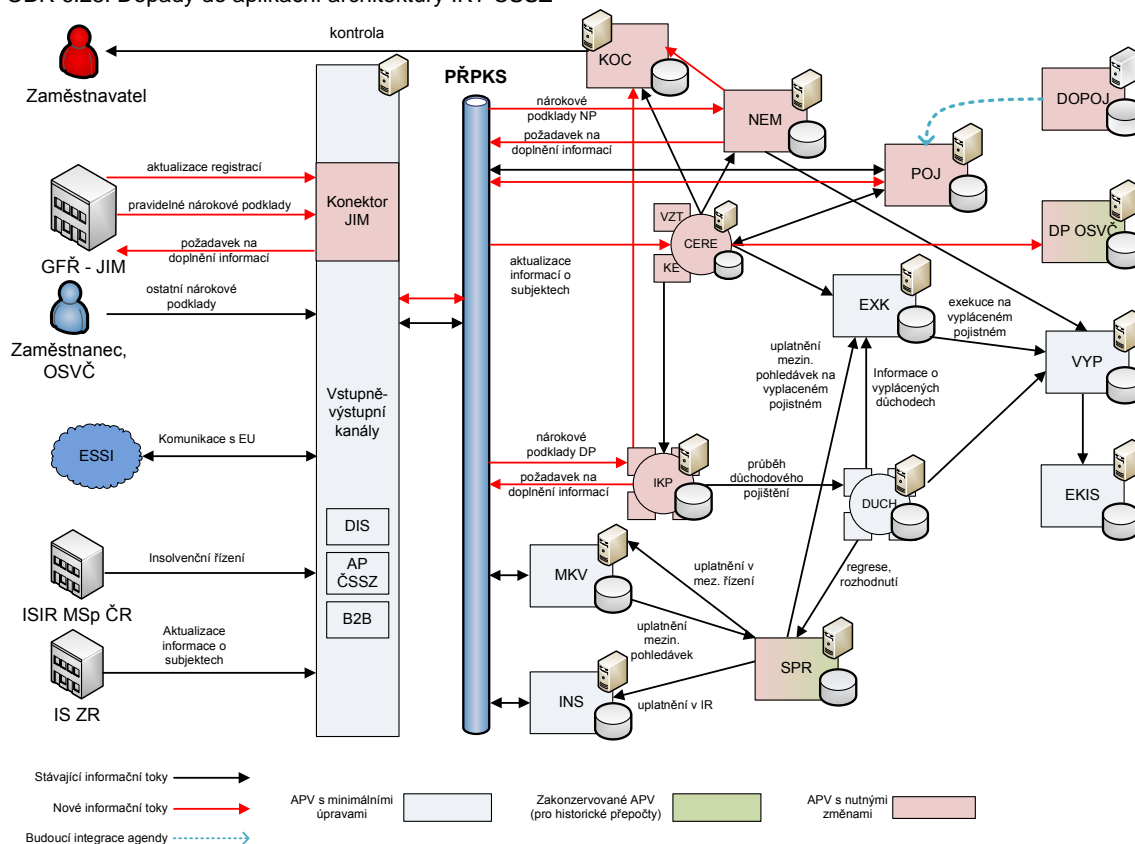 kontrola
Zaměstnavatel
PŘPKS
KOC
NEM
DOPOJ
POJ
DP OSVČ
nárokové
podklady NP
požadavek na
doplnění informací
aktualizace registrací
pravidelné nárokové podklady
požadavek na
doplnění informací
GFŘ - JIM
Konektor
JIM
VZT
CERE
KE
aktualizace
informací o
subjektech
ostatní nárokové
podklady
Zaměstnanec,
OSVČ
EXK
exekuce na
vypláceném
pojistném
VYP
uplatnění
mezin.
pohledávek na
vyplaceném
pojistném
Informace o
vyplácených
důchodech
Vstupně-
výstupní
kanály
Komunikace s EU
ESSI
nárokové
podklady DP
požadavek na
doplnění informací
IKP
průběh
důchodového
pojištění
DUCH
EKIS
DIS
AP
ČSSZ
B2B
Insolvenční řízení
ISIR MSp ČR
Aktualizace
informace o
subjektech
IS ZR
MKV
uplatnění v
mez. řízení
regrese,
rozhodnutí
uplatnění
mezin.
pohledávek
SPR
INS
uplatnění v IR
Stávající informační toky
Nové informační toky
Budoucí integrace agendy
APV s minimálními
úpravami
Zakonzervované APV
(pro historické přepočty)
APV s nutnými
změnami